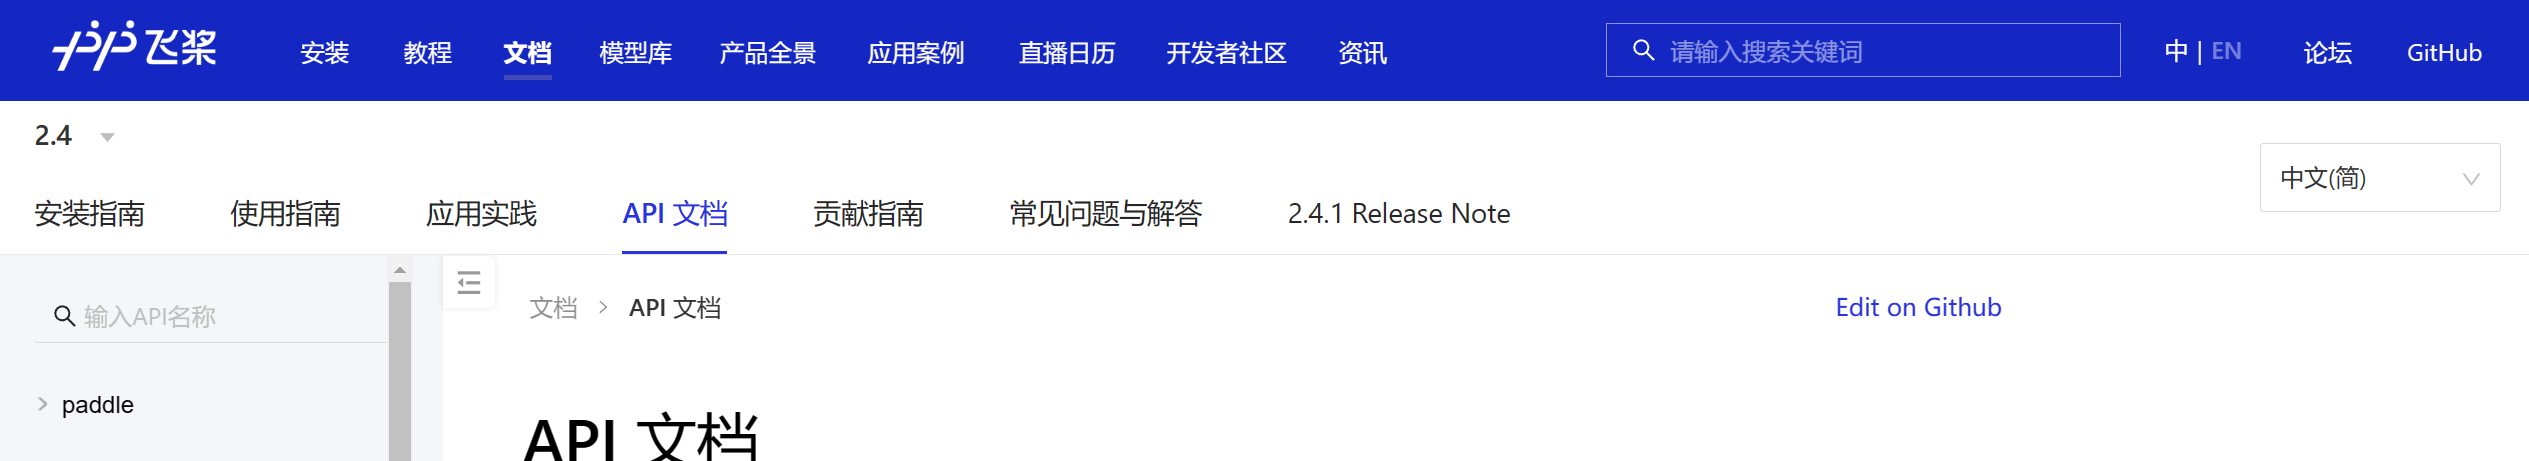 飞桨 安装 教程 文档 模型库 产品全景 应用案例 直播日历 开发者社区 资讯 请输入搜索关键词 中 | EN 论坛 GitHub
2.4
中文(简)
安装指南 使用指南 应用实践 API 文档 贡献指南 常见问题与解答 2.4.1 Release Note
输入API名称
文档 > API 文档 Edit on Github
paddle
API 文档